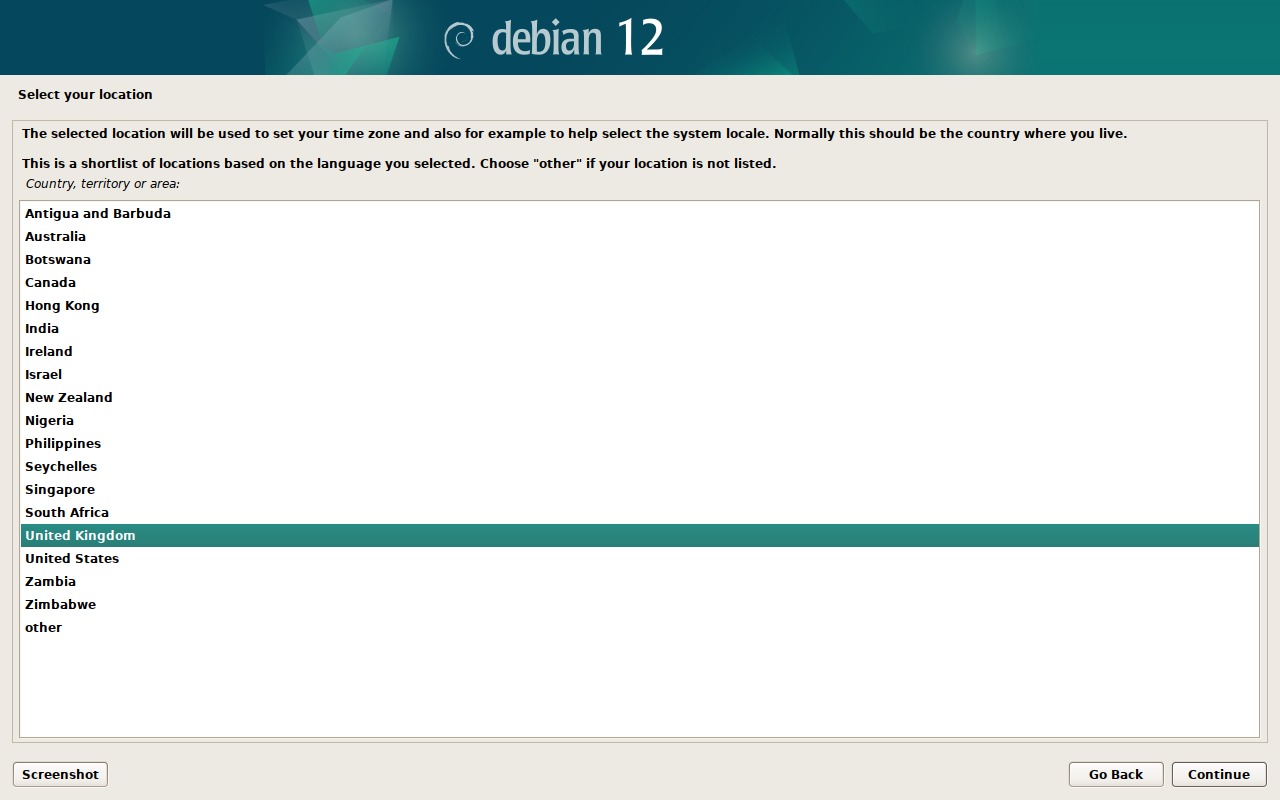 debian 12
Select your location
The selected location will be used to set your time zone and also for example to help select the system locale. Normally this should be the country where you live.
This is a shortlist of locations based on the language you selected. Choose "other" if your location is not listed.
Country, territory or area:
Antigua and Barbuda
Australia
Botswana
Canada
Hong Kong
India
Ireland
Israel
New Zealand
Nigeria
Philippines
Seychelles
Singapore
South Africa
United Kingdom
United States
Zambia
Zimbabwe
other
Screenshot
Go Back
Continue